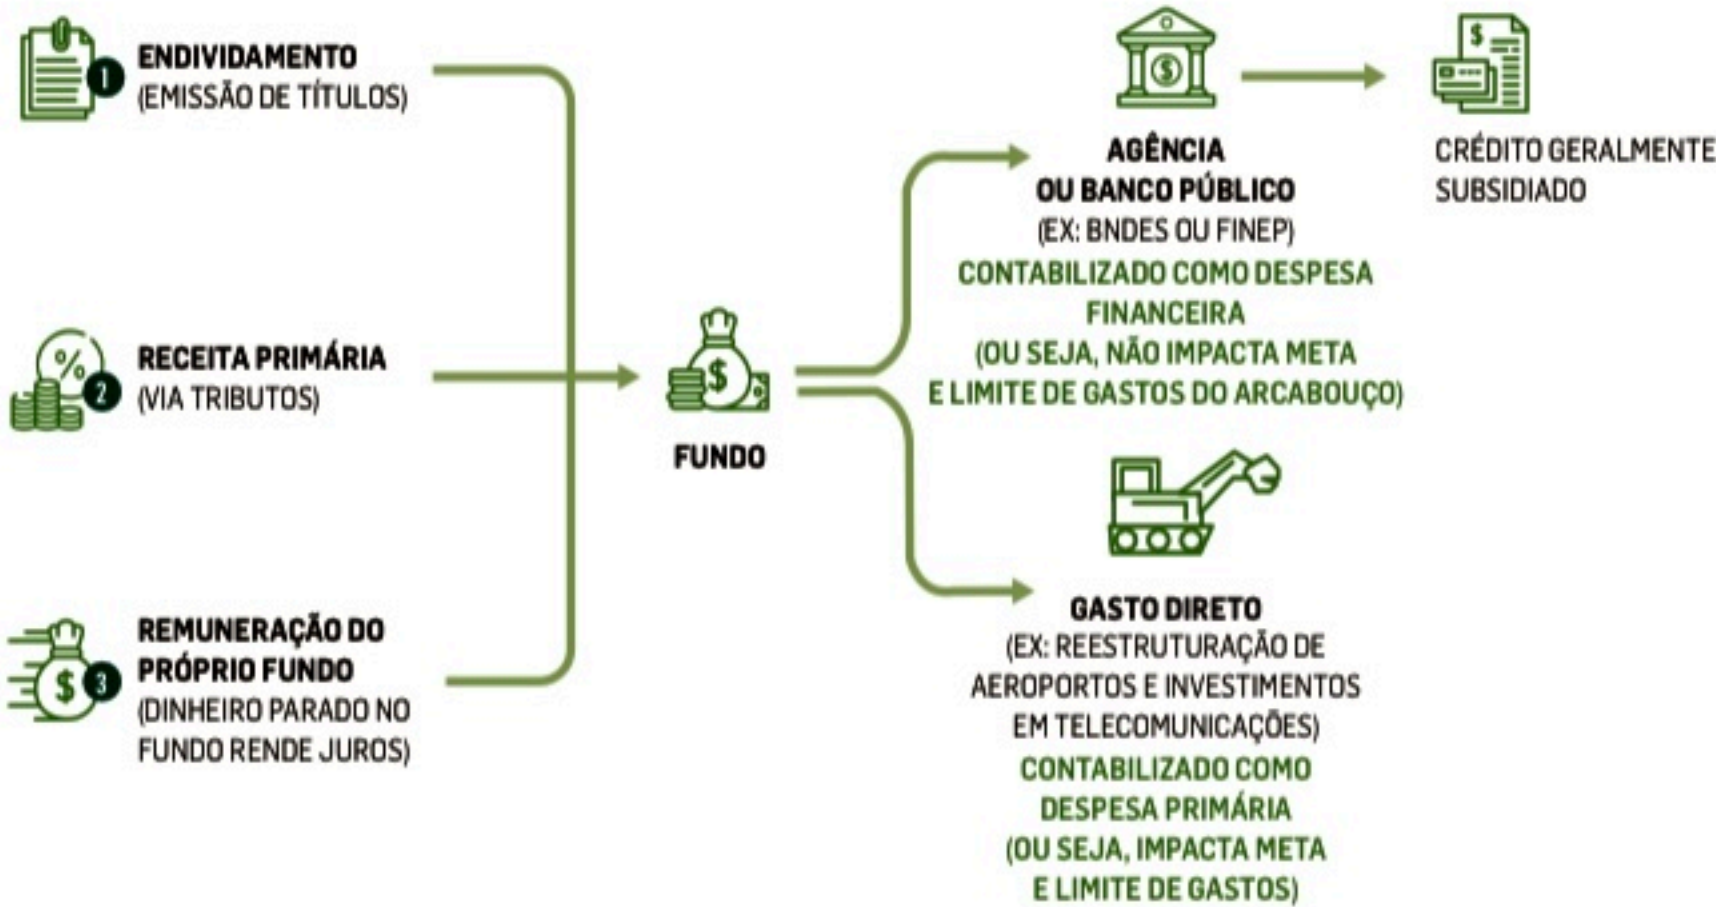 1
ENDIVIDAMENTO
(EMISSÃO DE TÍTULOS)
%
2
RECEITA PRIMÁRIA
(VIA TRIBUTOS)
$
3
REMUNERAÇÃO DO
PRÓPRIO FUNDO
(DINHEIRO PARADO NO
FUNDO RENDE JUROS)
$
FUNDO
$
AGÊNCIA
OU BANCO PÚBLICO
(EX: BNDES OU FINEP)
CONTABILIZADO COMO DESPESA
FINANCEIRA
(OU SEJA, NÃO IMPACTA META
E LIMITE DE GASTOS DO ARCABOUÇO)
$
CRÉDITO GERALMENTE
SUBSIDIADO
GASTO DIRETO
(EX: REESTRUTURAÇÃO DE
AEROPORTOS E INVESTIMENTOS
EM TELECOMUNICAÇÕES)
CONTABILIZADO COMO
DESPESA PRIMÁRIA
(OU SEJA, IMPACTA META
E LIMITE DE GASTOS)